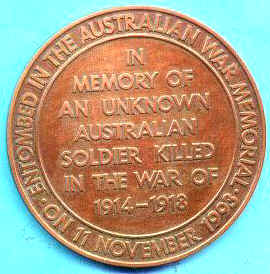 · ENTOMBED IN THE AUSTRALIAN WAR MEMORIAL ·
ON 11 NOVEMBER 1993
IN
MEMORY OF
AN UNKNOWN
AUSTRALIAN
SOLDIER KILLED
IN THE WAR OF
1914–1918